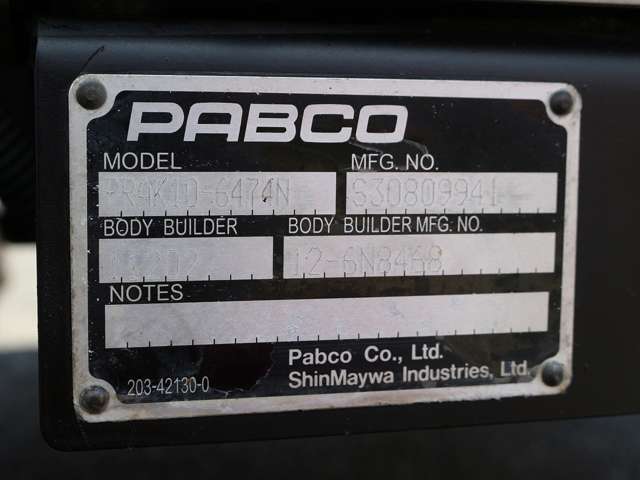 PABCO
MODEL MFG. NO.
PR4K1D-6474N S30809941
BODY BUILDER BODY BUILDER MFG. NO.
12-6N8468
NOTES
Pabco Co., Ltd.
203-42130-0 ShinMaywa Industries, Ltd.